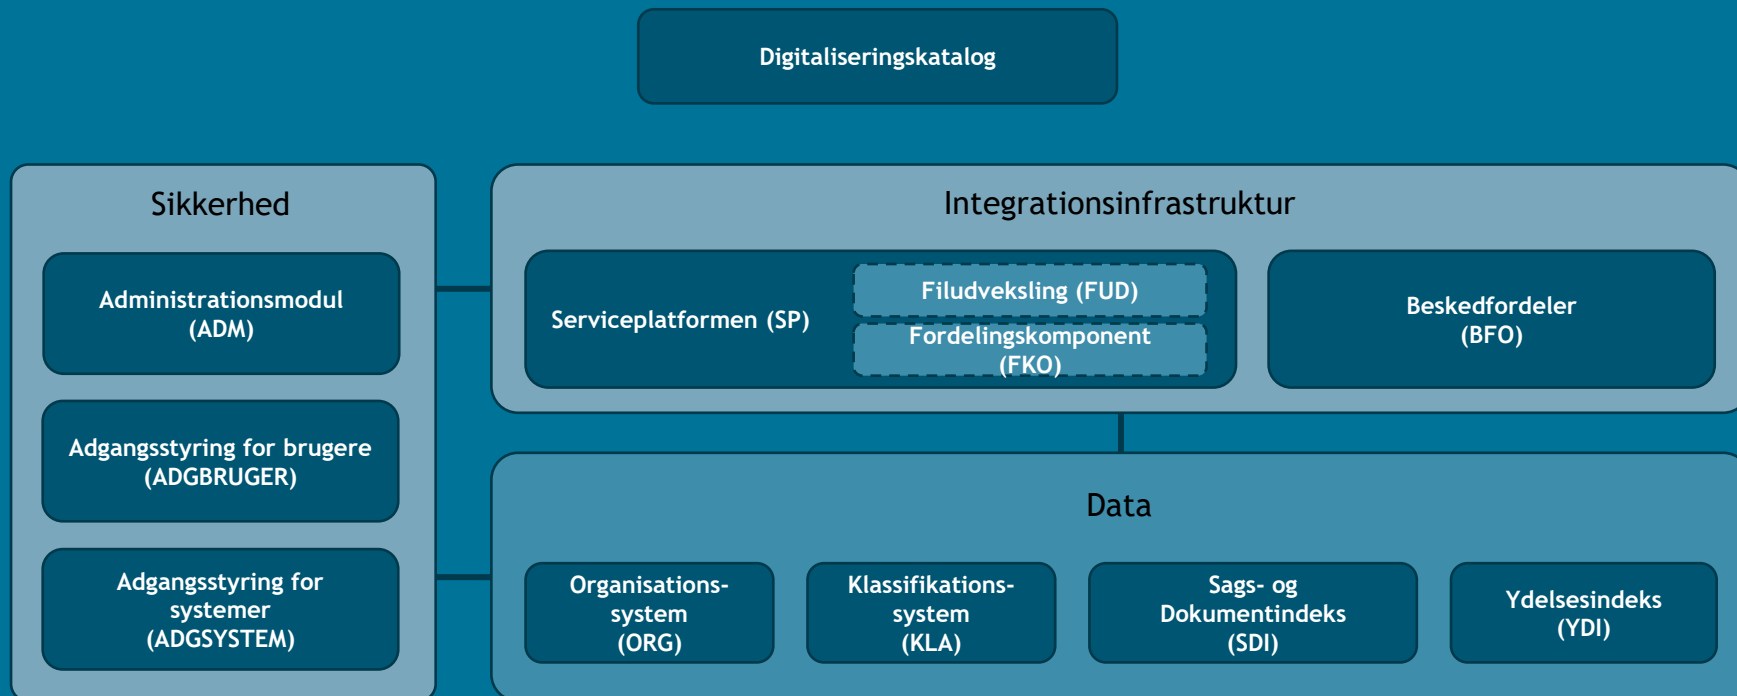 Digitaliseringskatalog
Sikkerhed
Administrationsmodul
(ADM)
Adgangsstyring for brugere
(ADGBRUGER)
Adgangsstyring for
systemer
(ADGSYSTEM)
Integrationsinfrastruktur
Serviceplatformen (SP)
Filudveksling (FUD)
Fordelingskomponent
(FKO)
Beskedfordeler
(BFO)
Data
Organisations-
system
(ORG)
Klassifikations-
system
(KLA)
Sags- og
Dokumentindeks
(SDI)
Ydelsesindeks
(YDI)